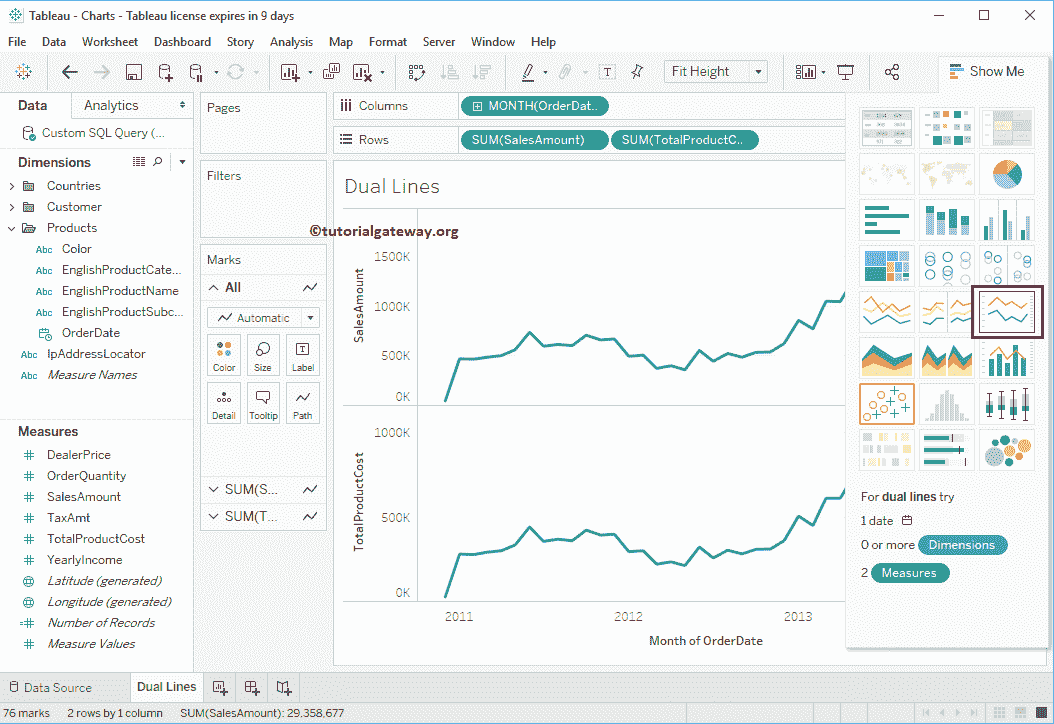 Tableau - Charts - Tableau license expires in 9 days
File Data Worksheet Dashboard Story Analysis Map Format Server Window Help
Fit Height
Show Me
Data Analytics
Custom SQL Query (...
Dimensions
Countries
Customer
Products
Abc Color
Abc EnglishProductCate...
Abc EnglishProductName
Abc EnglishProductSubc...
OrderDate
Abc IpAddressLocator
Abc Measure Names
Measures
DealerPrice
OrderQuantity
SalesAmount
TaxAmt
TotalProductCost
YearlyIncome
Latitude (generated)
Longitude (generated)
Number of Records
Measure Values
Pages
Filters
Marks
All
Automatic
Color Size Label
Detail Tooltip Path
SUM(S...
SUM(T...
Columns MONTH(OrderDat..
Rows SUM(SalesAmount) SUM(TotalProductC..
Dual Lines
©tutorialgateway.org
SalesAmount
1500K
1000K
500K
0K
TotalProductCost
1000K
500K
0K
2011 2012 2013
Month of OrderDate
For dual lines try
1 date
0 or more Dimensions
2 Measures
Data Source Dual Lines
76 marks 2 rows by 1 column SUM(SalesAmount): 29,358,677